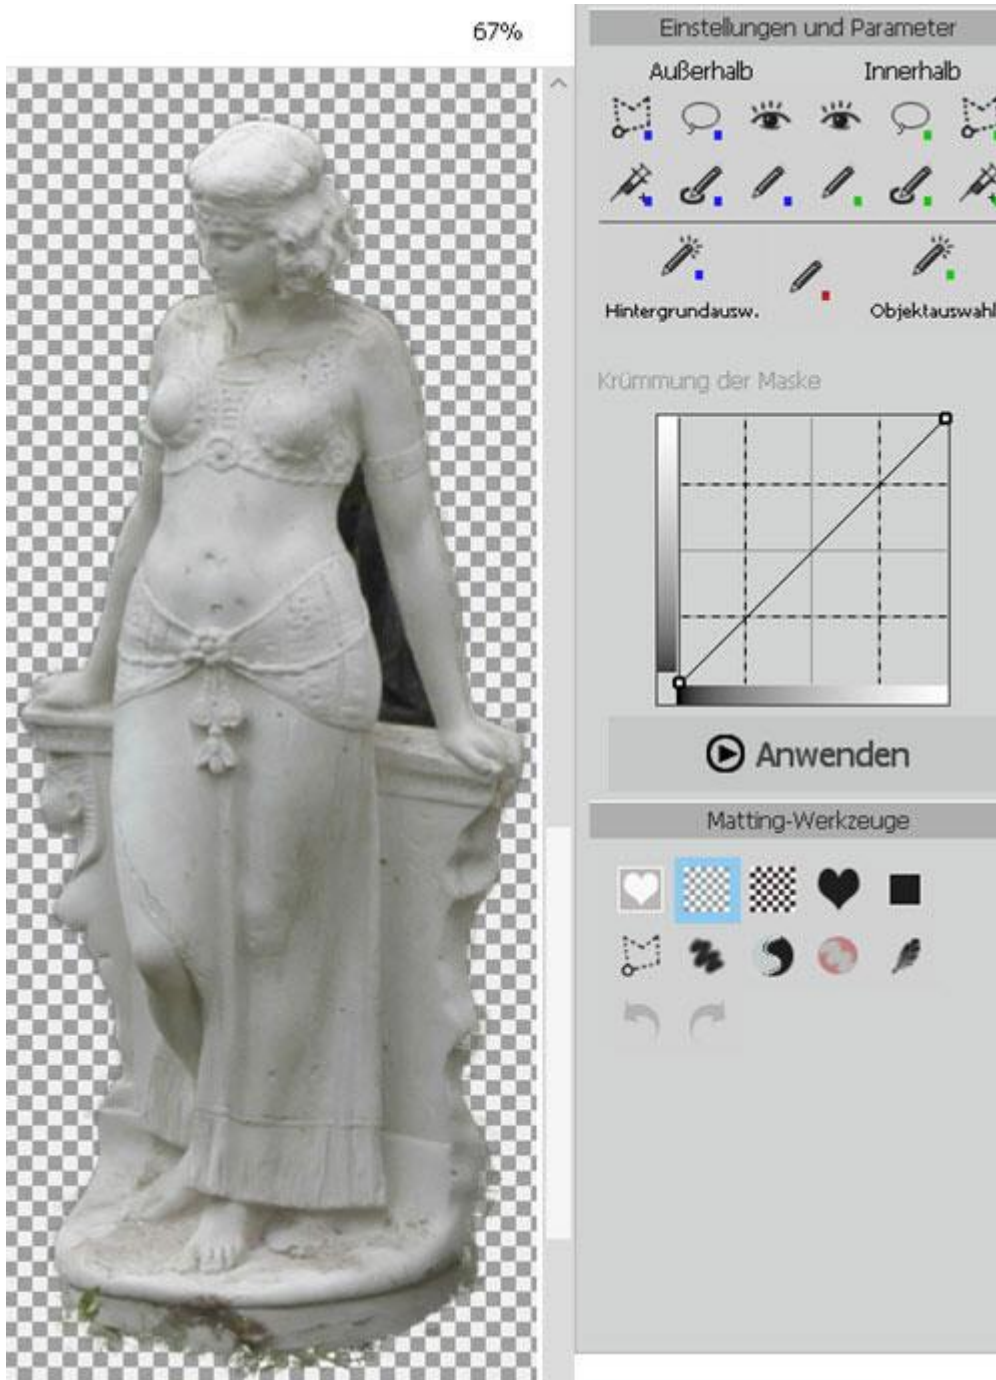 67%
Einstellungen und Parameter
Außerhalb Innerhalb
Hintergrundausw. Objektauswahl
Krümmung der Maske
Anwenden
Matting-Werkzeuge